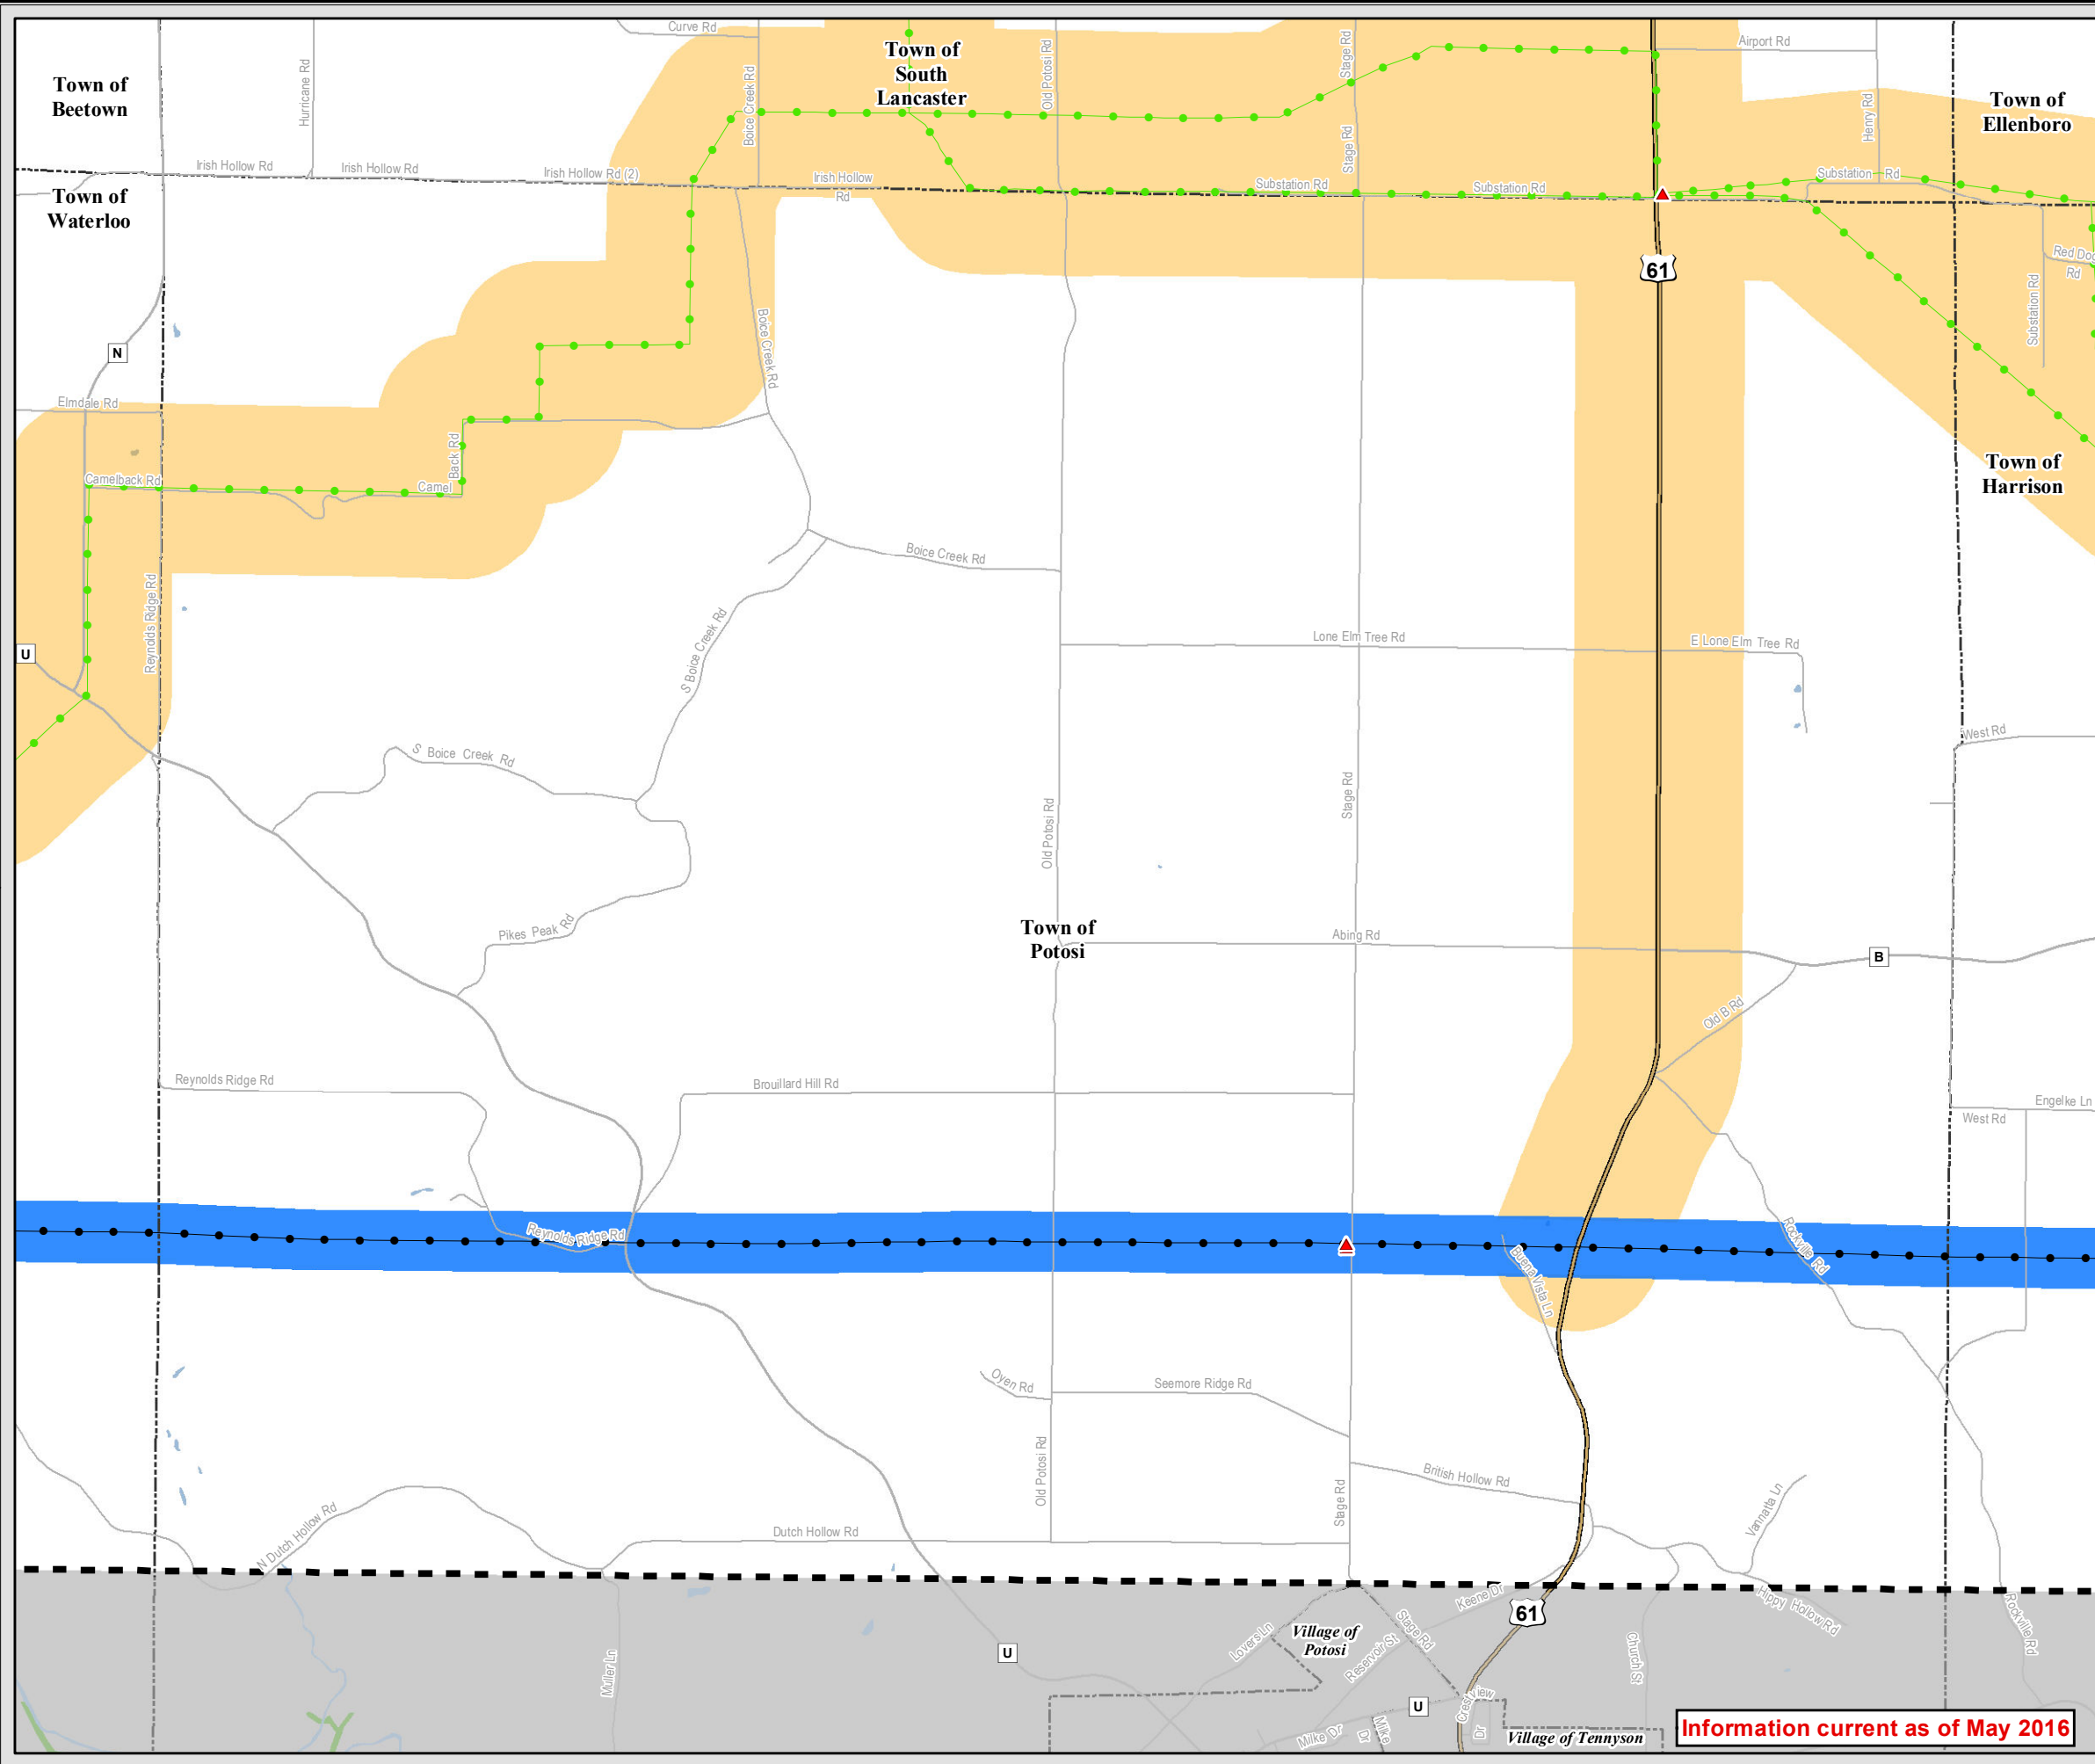 Curve Rd
Town of
South
Lancaster
Boice Creek Rd
Old Potosi Rd
Stage Rd
Airport Rd
Town of
Beetown
Hurricane Rd
Henry Rd
Town of
Ellenboro
Stage Rd
Irish Hollow Rd
Irish Hollow Rd
Irish Hollow Rd (2)
Irish Hollow
Rd
Substation Rd
Substation Rd
Substation Rd
Town of
Waterloo
61
Red Dog
Rd
Substation Rd
N
Boice Creek Rd
Elmdale Rd
Camelback Rd
Camel
Back Rd
Town of
Harrison
Boice Creek Rd
Reynolds Ridge Rd
S Boice Creek Rd
Lone Elm Tree Rd
E Lone Elm Tree Rd
U
West Rd
S Boice Creek Rd
Old Potosi Rd
Stage Rd
Pikes Peak Rd
Town of
Potosi
Abing Rd
B
Old B Rd
Reynolds Ridge Rd
Brouillard Hill Rd
Engelke Ln
West Rd
Reynolds Ridge Rd
Buena Vista Ln
Rockville Rd
Oyen Rd
Seemore Ridge Rd
Old Potosi Rd
Stage Rd
British Hollow Rd
Vannatta Ln
N Dutch Hollow Rd
Dutch Hollow Rd
Keene Dr
61
Hippy Hollow Rd
Rockville Rd
Lovers Ln
Village of
Potosi
Reservoir St
Stage Rd
Church St
Muller Ln
U
U
Crestview
Dr
Mike Dr
Mike
Dr
Village of Tennyson
Information current as of May 2016